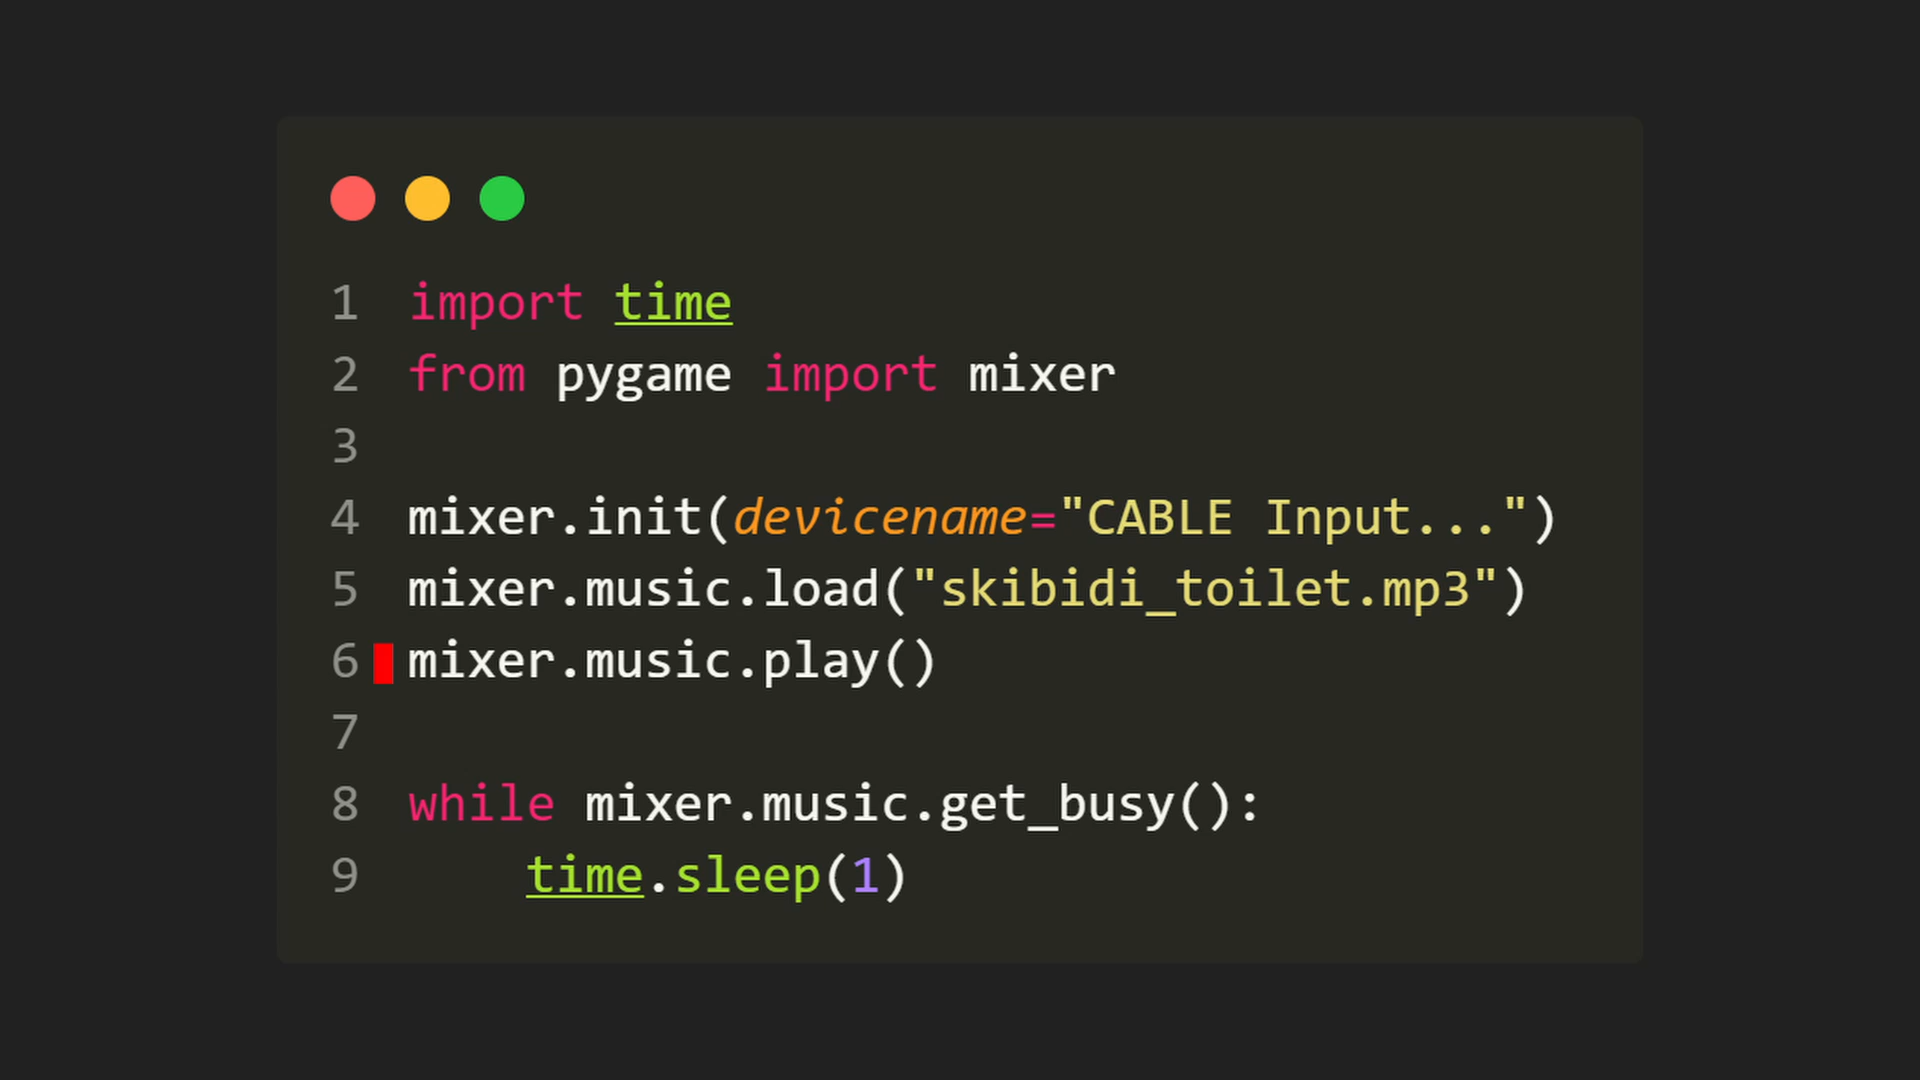 1 import time
2 from pygame import mixer
3
4 mixer.init(devicename="CABLE Input...")
5 mixer.music.load("skibidi_toilet.mp3")
6 mixer.music.play()
7
8 while mixer.music.get_busy():
9     time.sleep(1)